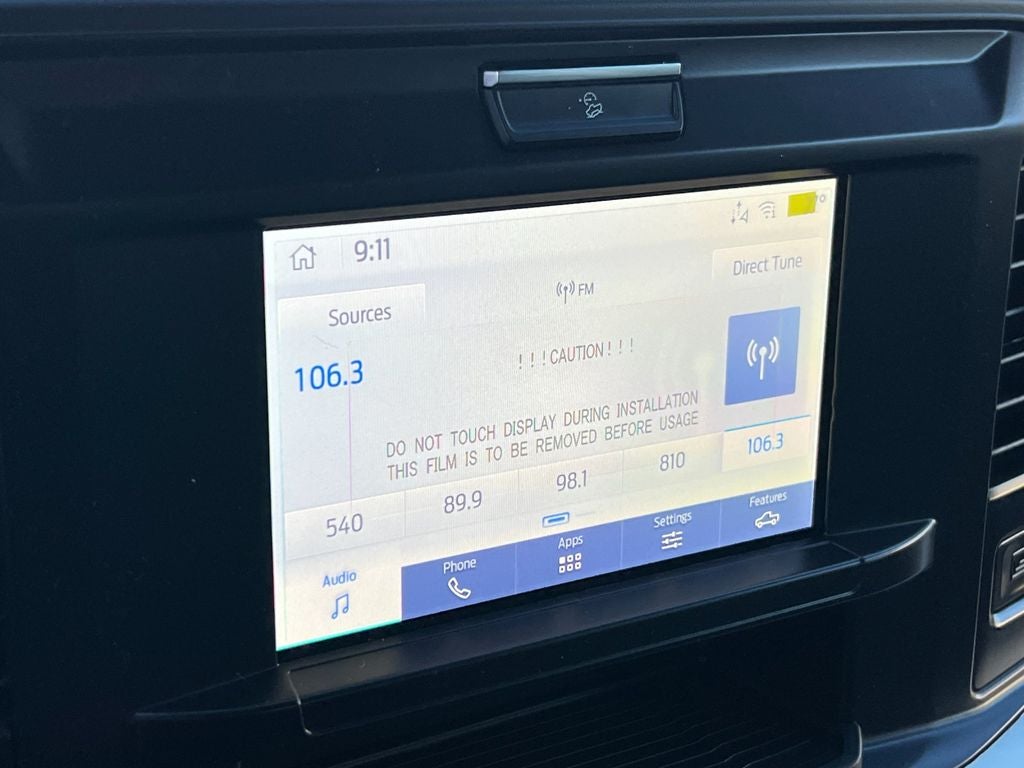 9:11
FM
Direct Tune
Sources
106.3
!!!CAUTION!!!
DO NOT TOUCH DISPLAY DURING INSTALLATION
THIS FILM IS TO BE REMOVED BEFORE USAGE
540
89.9
98.1
810
106.3
Audio
Phone
Apps
Settings
Features